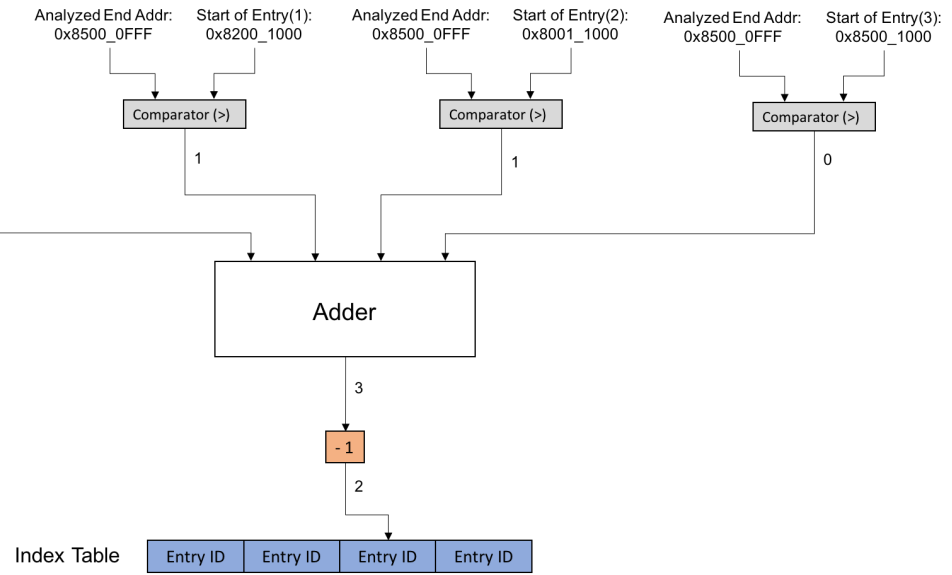 Analyzed End Addr: Start of Entry(1): Analyzed End Addr: Start of Entry(2): Analyzed End Addr: Start of Entry(3):
0x8500_0FFF 0x8200_1000 0x8500_0FFF 0x8001_1000 0x8500_0FFF 0x8500_1000
Comparator (>) Comparator (>) Comparator (>)
1 1 0
Adder
3
- 1
2
Index Table Entry ID Entry ID Entry ID Entry ID